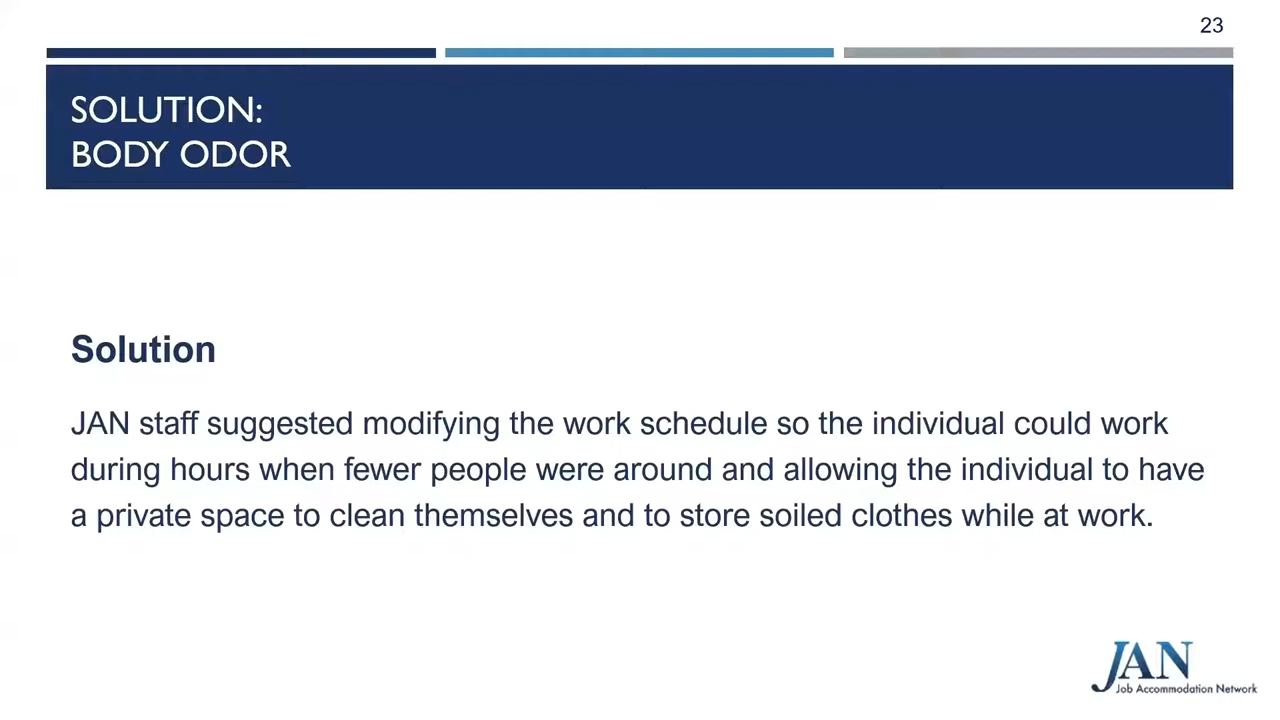 23
SOLUTION:
BODY ODOR
Solution
JAN staff suggested modifying the work schedule so the individual could work
during hours when fewer people were around and allowing the individual to have
a private space to clean themselves and to store soiled clothes while at work.
JAN
Job Accommodation Network